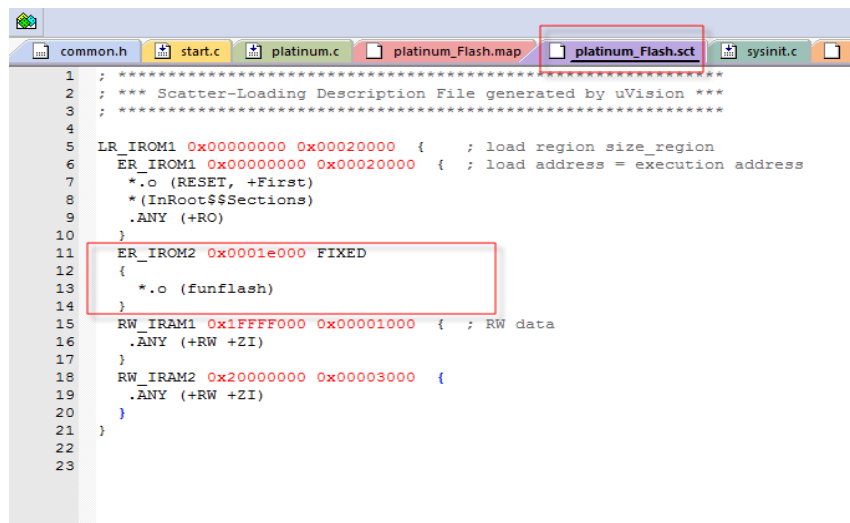 common.h start.c platinum.c platinum_Flash.map platinum_Flash.sct sysinit.c
1 ; *************************************************************
2 ; *** Scatter-Loading Description File generated by uVision ***
3 ; *************************************************************
4
5 LR_IROM1 0x00000000 0x00020000 { ; load region size_region
6 ER_IROM1 0x00000000 0x00020000 { ; load address = execution address
7 *.o (RESET, +First)
8 *(InRoot$$Sections)
9 .ANY (+RO)
10 }
11 ER_IROM2 0x0001e000 FIXED
12 {
13 *.o (funflash)
14 }
15 RW_IRAM1 0x1FFFF000 0x00001000 { ; RW data
16 .ANY (+RW +ZI)
17 }
18 RW_IRAM2 0x20000000 0x00003000 {
19 .ANY (+RW +ZI)
20 }
21 }
22
23